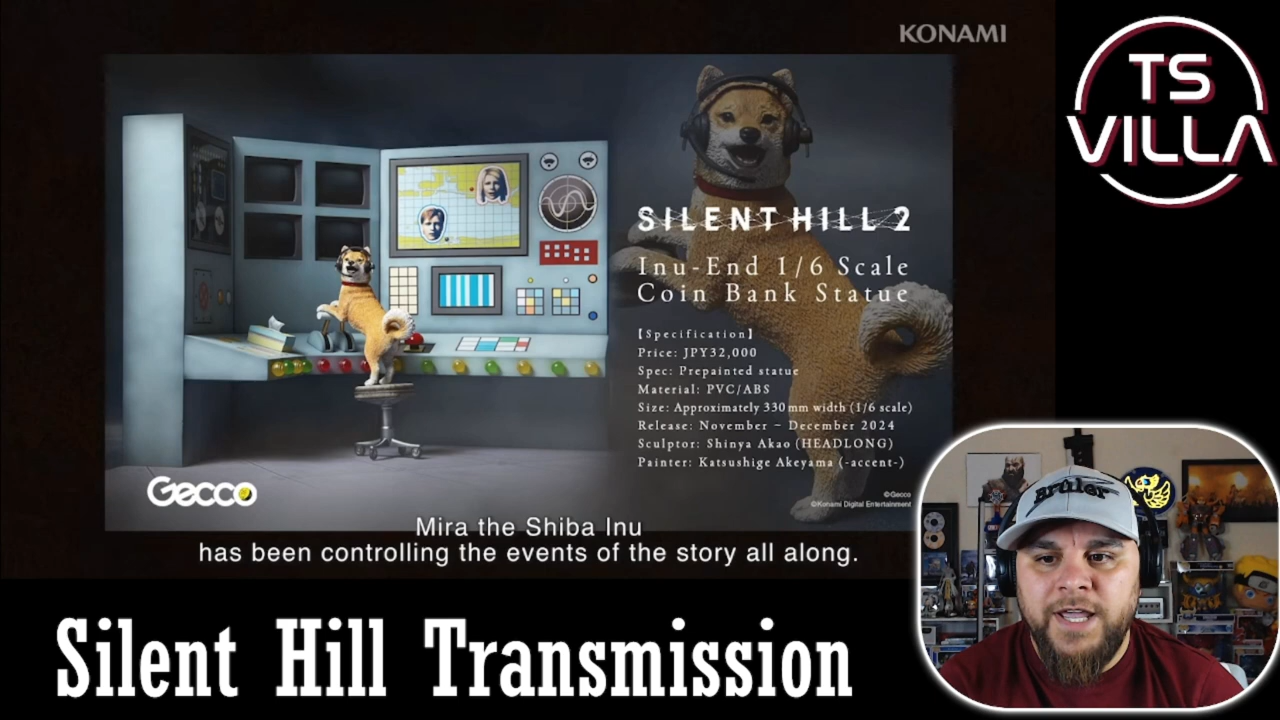 KONAMI
TS
VILLA
SILENT HILL 2
Inu-End 1/6 Scale
Coin Bank Statue
【Specification】
Price: JPY32,000
Spec: Prepainted statue
Material: PVC/ABS
Size: Approximately 330mm width (1/6 scale)
Release: November – December 2024
Sculptor: Shinya Akao (HEADLONG)
Painter: Katsushige Akeyama (-accent-)
©Gecco
©Konami Digital Entertainment
Gecco
Mira the Shiba Inu
has been controlling the events of the story all along.
Brüler
Silent Hill Transmission